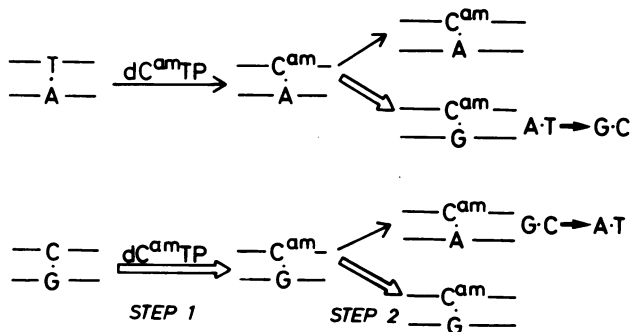 C^am
A
T
A
dC^amTP
C^am
A
C^am
G
A·T→G·C
C
G
dC^amTP
C^am
G
C^am
A
G·C→A·T
C^am
G
STEP 1
STEP 2